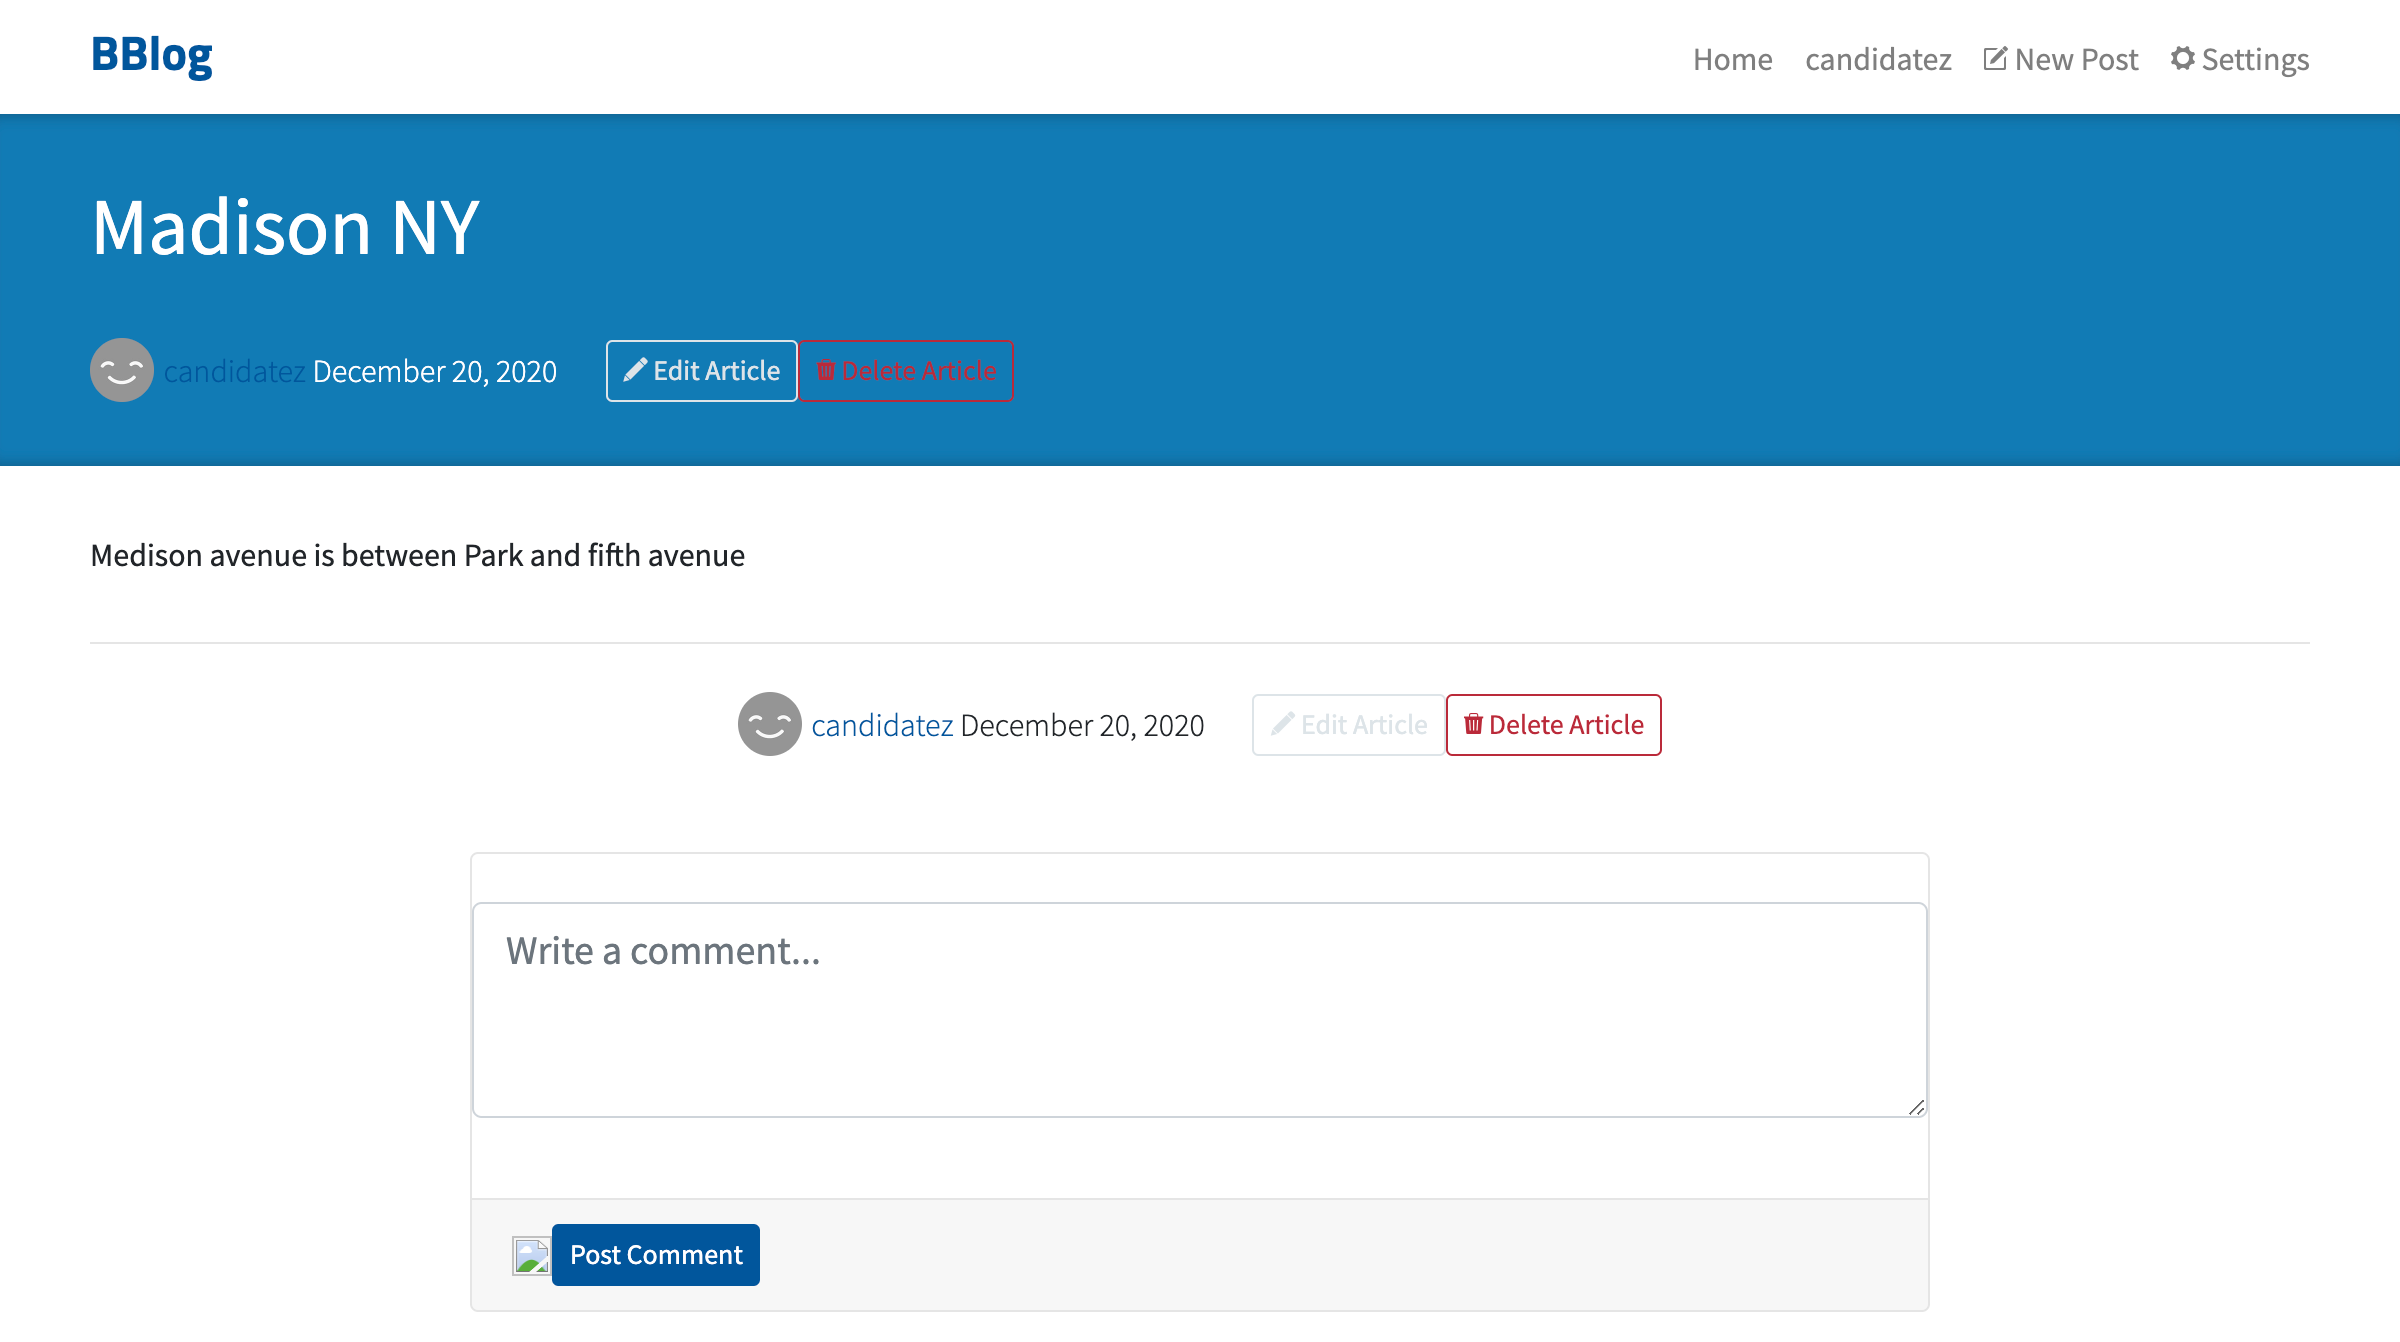 BBlog
Home candidatez New Post Settings
Madison NY
candidatez December 20, 2020 Edit Article Delete Article
Medison avenue is between Park and fifth avenue
candidatez December 20, 2020 Edit Article Delete Article
Write a comment...
Post Comment